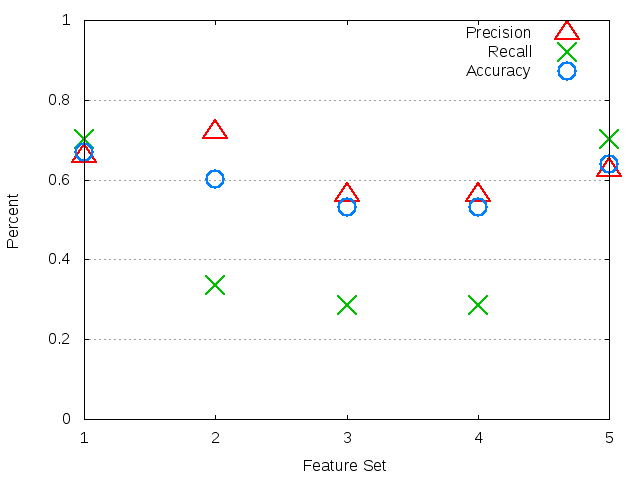 1
Precision
Recall
Accuracy
0.8
0.6
0.4
0.2
0
1 2 3 4 5
Percent
Feature Set